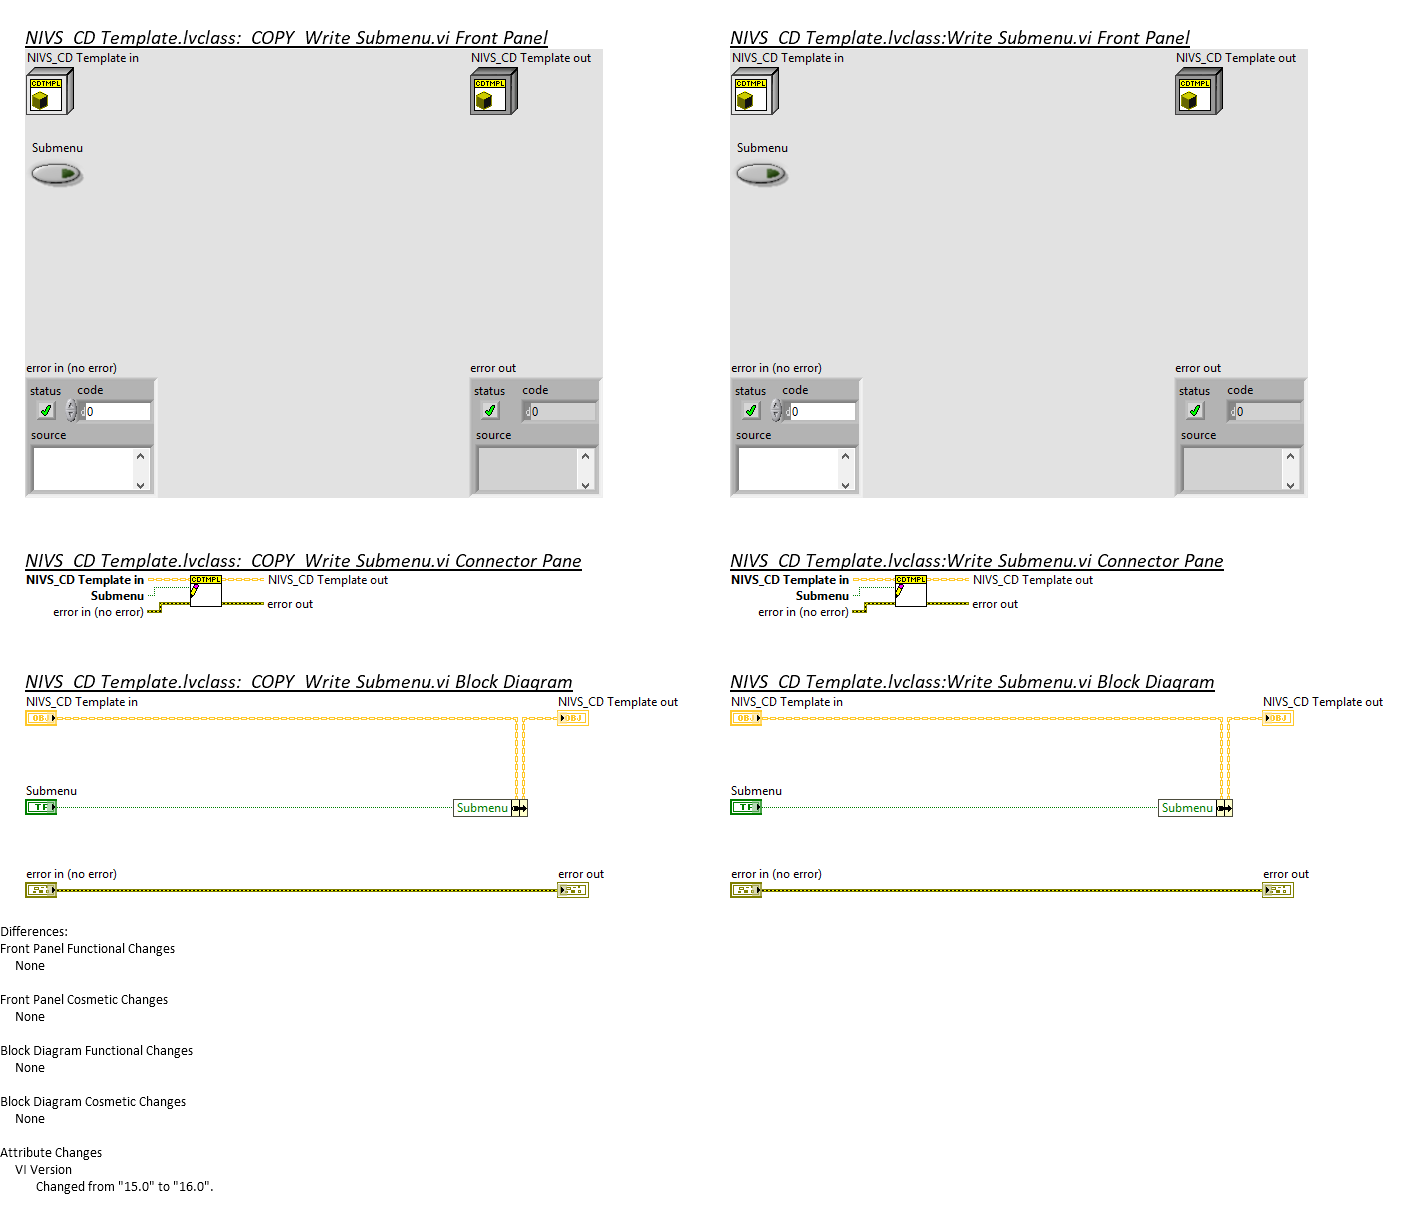 NIVS_CD Template.lvclass:_COPY_Write Submenu.vi Front Panel
NIVS_CD Template in
NIVS_CD Template out
CDTMPL
CDTMPL
Submenu
error in (no error)
error out
status code
status code
0
d0
source
source
NIVS_CD Template.lvclass:Write Submenu.vi Front Panel
NIVS_CD Template in
NIVS_CD Template out
CDTMPL
CDTMPL
Submenu
error in (no error)
error out
status code
status code
0
d0
source
source
NIVS_CD Template.lvclass:_COPY_Write Submenu.vi Connector Pane
NIVS_CD Template in
CDTMPL
NIVS_CD Template out
Submenu
error in (no error)
error out
NIVS_CD Template.lvclass:Write Submenu.vi Connector Pane
NIVS_CD Template in
CDTMPL
NIVS_CD Template out
Submenu
error in (no error)
error out
NIVS_CD Template.lvclass:_COPY_Write Submenu.vi Block Diagram
NIVS_CD Template in
NIVS_CD Template out
OBJ
OBJ
Submenu
TF
Submenu
error in (no error)
error out
NIVS_CD Template.lvclass:Write Submenu.vi Block Diagram
NIVS_CD Template in
NIVS_CD Template out
OBJ
OBJ
Submenu
TF
Submenu
error in (no error)
error out
Differences:
Front Panel Functional Changes
None
Front Panel Cosmetic Changes
None
Block Diagram Functional Changes
None
Block Diagram Cosmetic Changes
None
Attribute Changes
VI Version
Changed from "15.0" to "16.0".